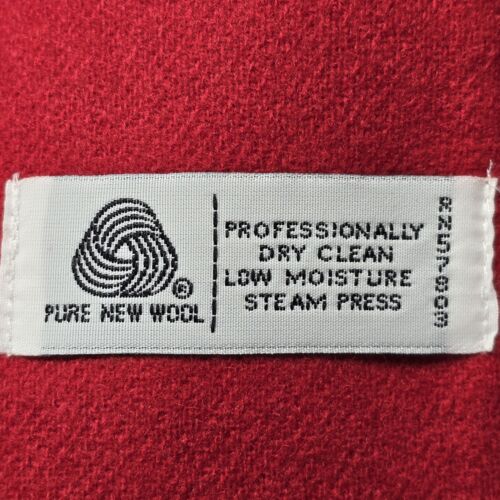 ®
PURE NEW WOOL
PROFESSIONALLY
DRY CLEAN
LOW MOISTURE
STEAM PRESS
RN57803